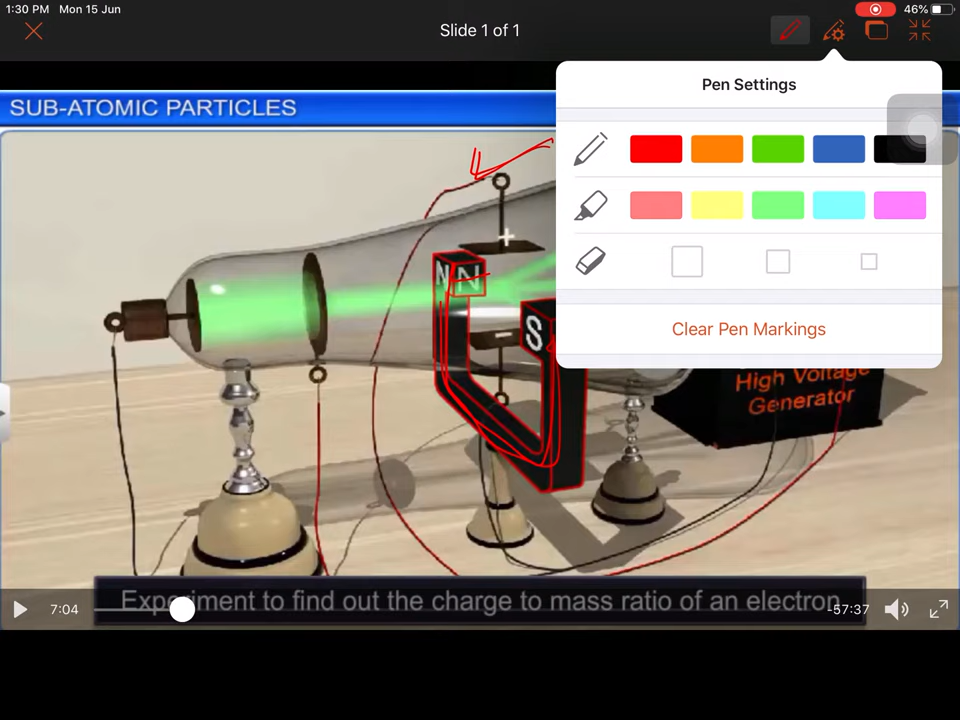 1:30 PM Mon 15 Jun
46%
Slide 1 of 1
Pen Settings
SUB-ATOMIC PARTICLES
N N
S
Clear Pen Markings
High Voltage
Generator
7:04
Experiment to find out the charge to mass ratio of an electron
-57:37